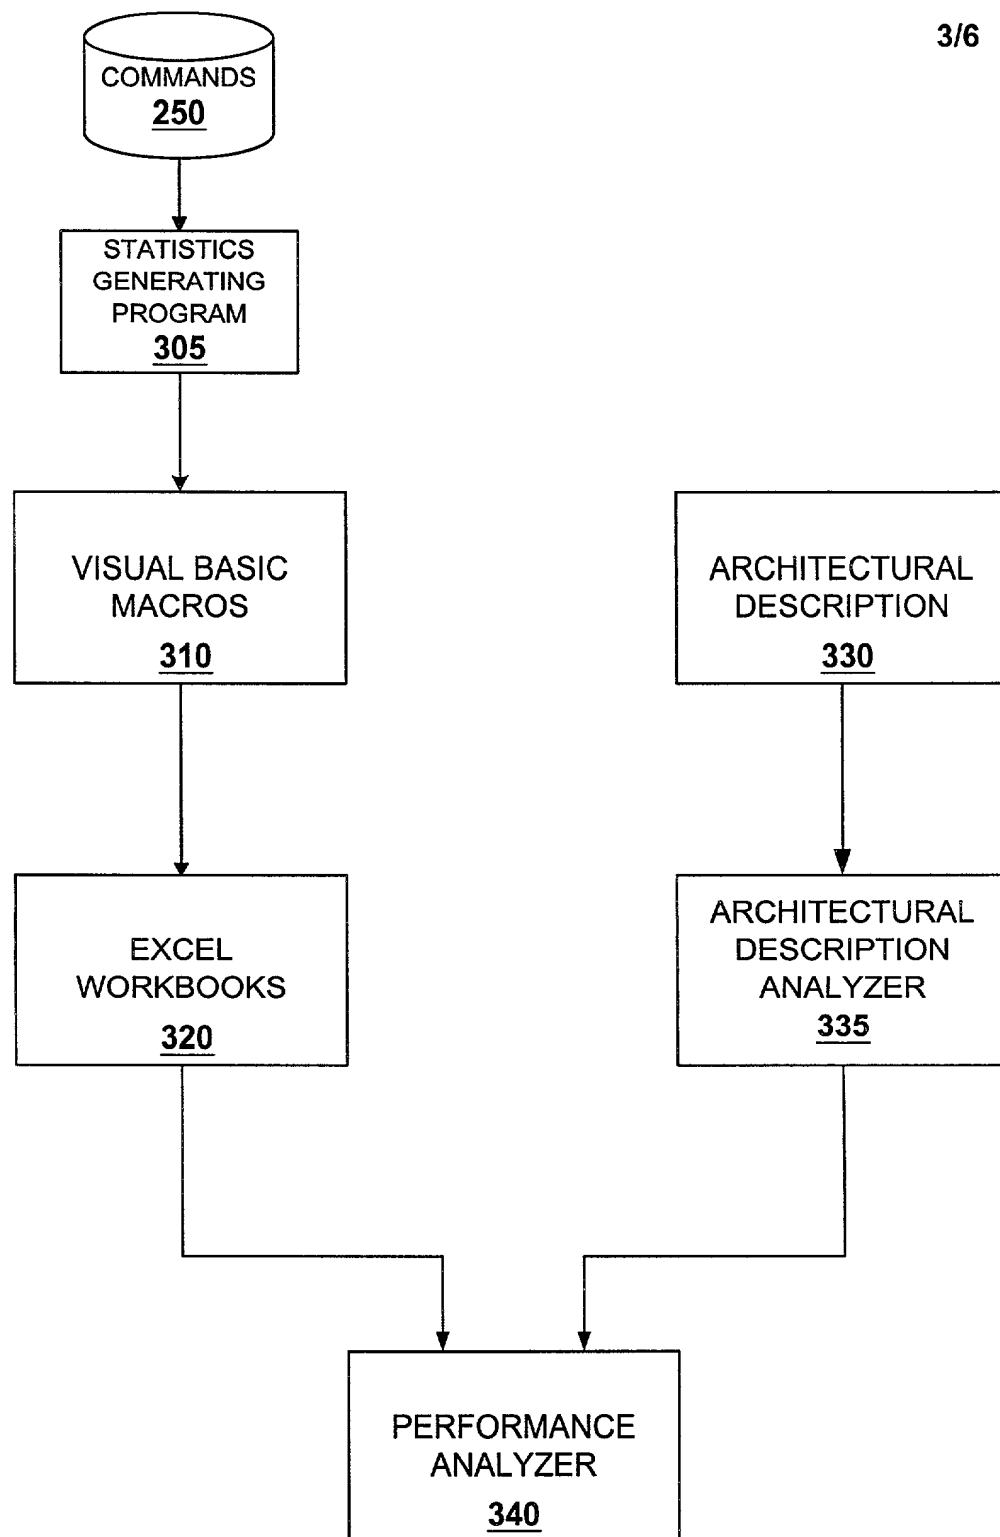 3/6
COMMANDS
250
STATISTICS
GENERATING
PROGRAM
305
VISUAL BASIC
MACROS
310
ARCHITECTURAL
DESCRIPTION
330
EXCEL
WORKBOOKS
320
ARCHITECTURAL
DESCRIPTION
ANALYZER
335
PERFORMANCE
ANALYZER
340